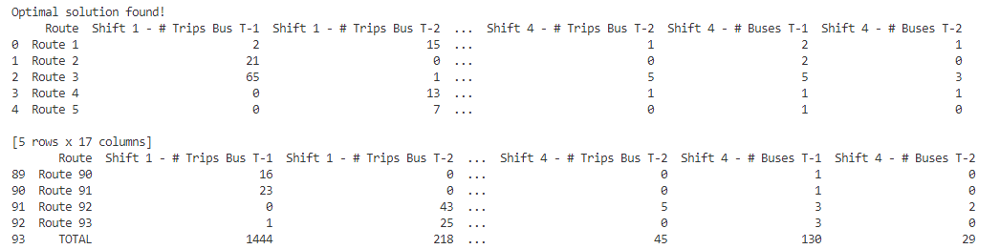 Optimal solution found!
Route Shift 1 - # Trips Bus T-1 Shift 1 - # Trips Bus T-2 ... Shift 4 - # Trips Bus T-2 Shift 4 - # Buses T-1 Shift 4 - # Buses T-2
0 Route 1 2 15 ... 1 2 1
1 Route 2 21 0 ... 0 2 0
2 Route 3 65 1 ... 5 5 3
3 Route 4 0 13 ... 1 1 1
4 Route 5 0 7 ... 0 1 0
[5 rows x 17 columns]
Route Shift 1 - # Trips Bus T-1 Shift 1 - # Trips Bus T-2 ... Shift 4 - # Trips Bus T-2 Shift 4 - # Buses T-1 Shift 4 - # Buses T-2
89 Route 90 16 0 ... 0 1 0
90 Route 91 23 0 ... 0 1 0
91 Route 92 0 43 ... 5 3 2
92 Route 93 1 25 ... 0 3 0
93 TOTAL 1444 218 ... 45 130 29